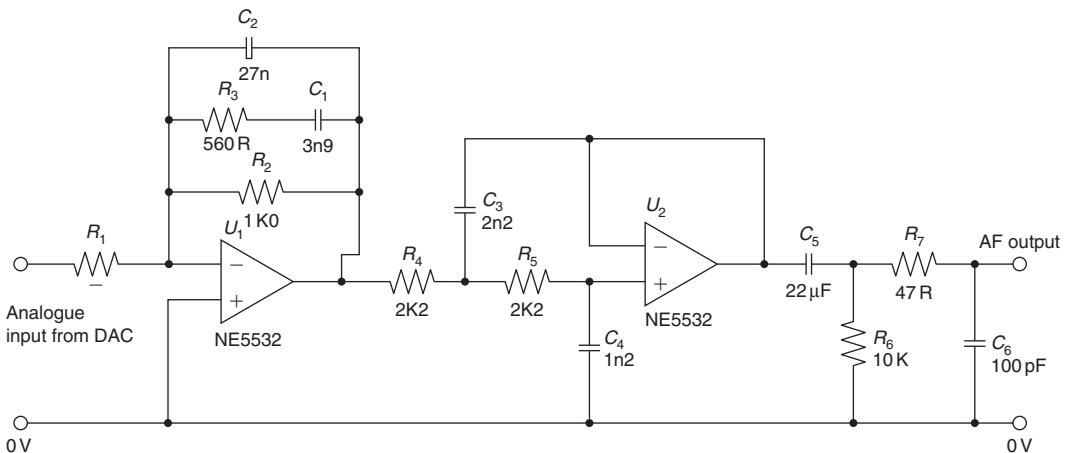 C2
27n
R3
C1
560 R
3n9
R2
1 K0
C3
2n2
U2
R1
U1
−
−
C5
R7
AF output
−
R4
R5
+
+
22 µF
47 R
Analogue
input from DAC
NE5532
2K2
2K2
NE5532
C4
1n2
R6
10 K
C6
100 pF
0 V
0 V